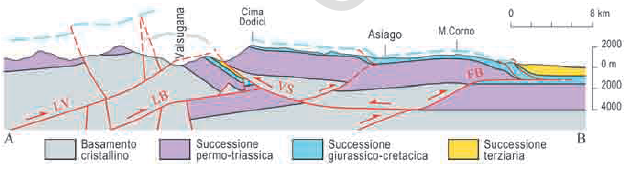 Valsugana
Cima
Dodici
Asiago
M.Corno
0 8 km
2000
0 m
2000
4000
LV
LB
VS
FB
A
B
Basamento
cristallino
Successione
permo-triassica
Successione
giurassico-cretacica
Successione
terziaria